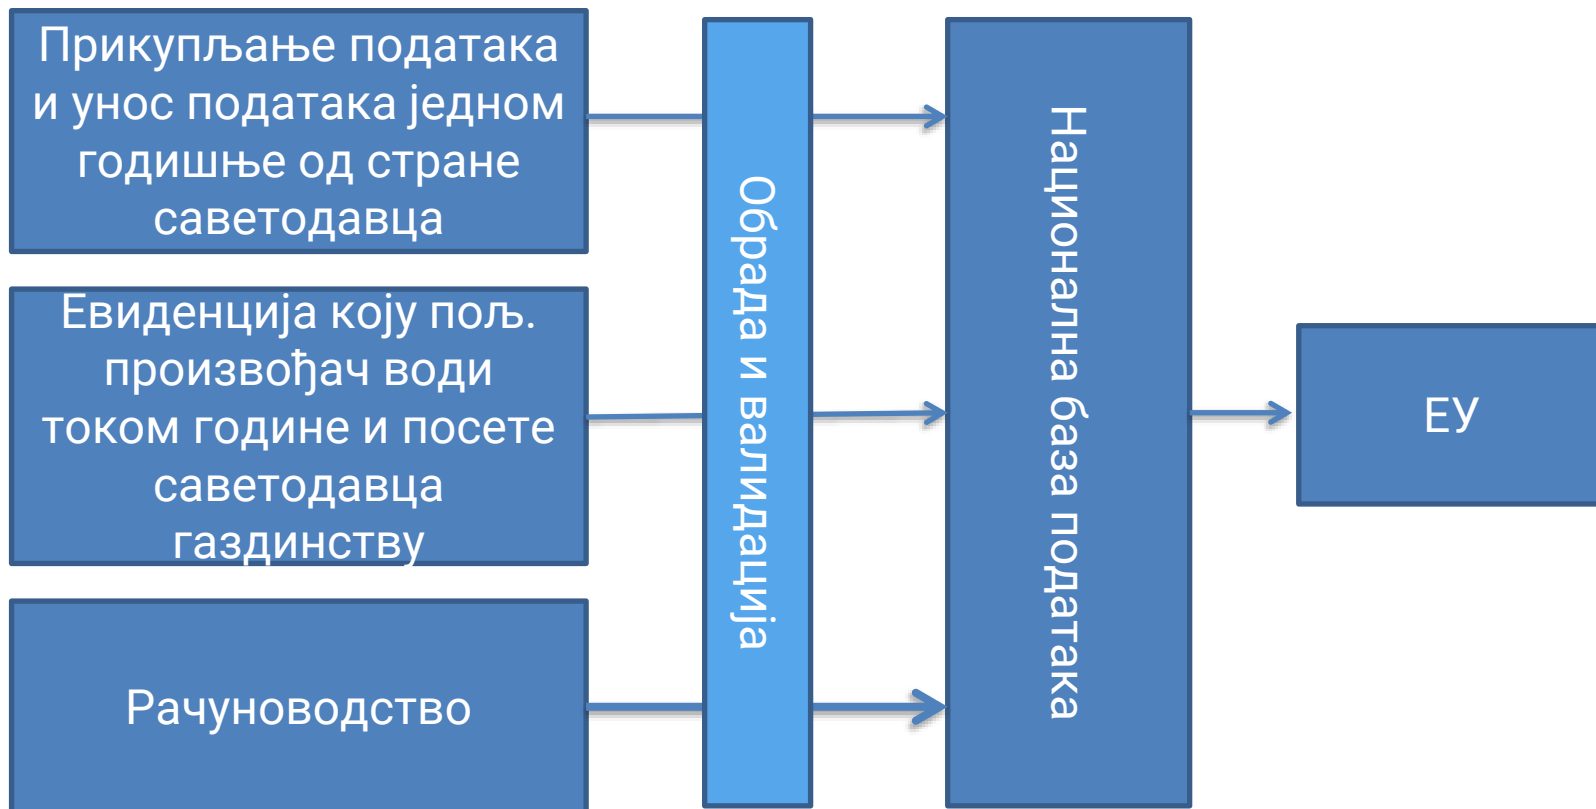 Прикупљање података
и унос података једном
годишње од стране
саветодавца
Евиденција коју пољ.
произвођач води
током године и посете
саветодавца
газдинству
Рачуноводство
Обрада и валидација
Национална база података
ЕУ